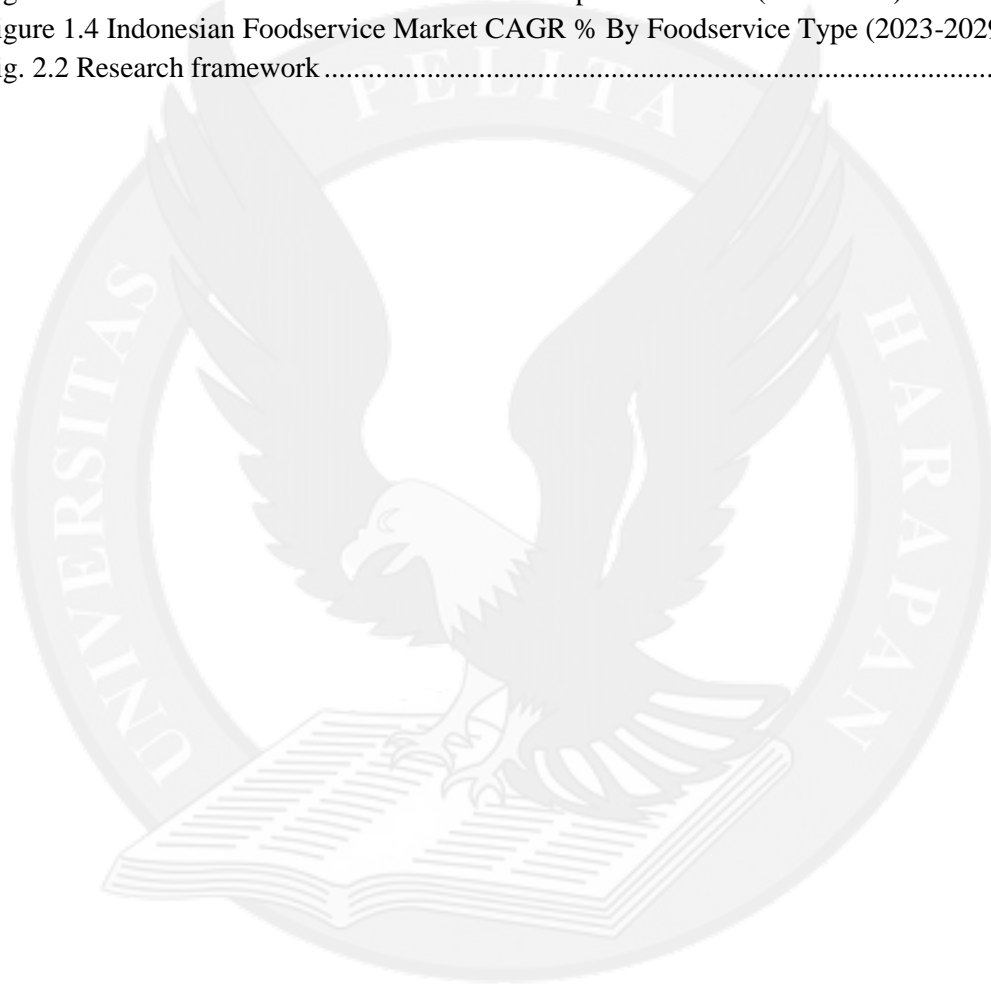 igure 1.4 Indonesian Foodservice Market CAGR % By Foodservice Type (2023-2029
ig. 2.2 Research framework ...........................................................................................
PELITA
UNIVERSITAS
HARAPAN